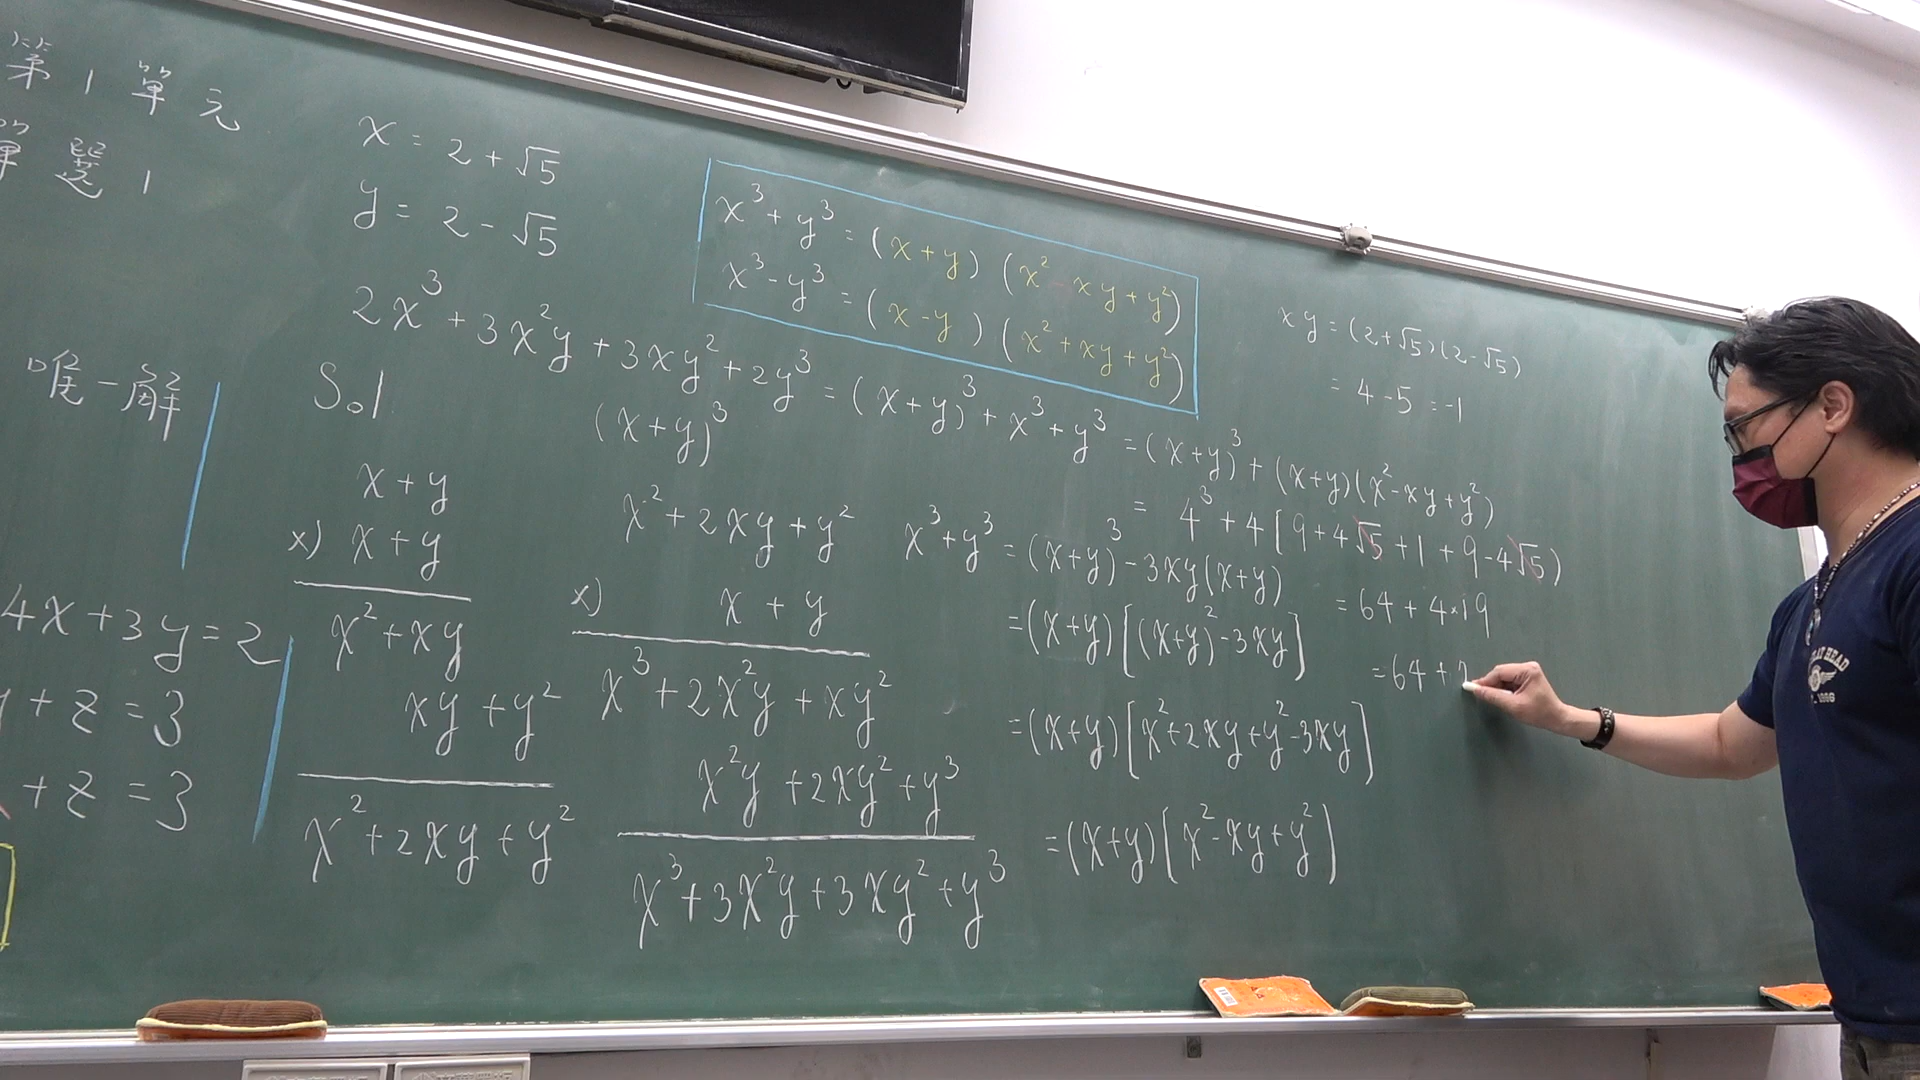 第1單元
單選1
唯一解
4x+3y=2
+z=3
+z=3
x=2+√5
y=2-√5
2x³+3x²y+3xy²+2y³=(x+y)³+x³+y³
=(x+y)³+(x+y)(x²-xy+y²)
=4³+4[9+4√5+1+9-4√5)
=64+4×19
=64+
x³+y³=(x+y)(x²-xy+y²)
x³-y³=(x-y)(x²+xy+y²)
xy=(2+√5)(2-√5)
=4-5=-1
Sol
x+y
x) x+y
x²+xy
xy+y²
x²+2xy+y²
(x+y)³
x²+2xy+y²
x) x+y
x³+2x²y+xy²
x²y+2xy²+y³
x³+3x²y+3xy²+y³
x³+y³=(x+y)³-3xy(x+y)
=(x+y)[(x+y)²-3xy]
=(x+y)[x²+2xy+y²-3xy]
=(x+y)[x²-xy+y²]